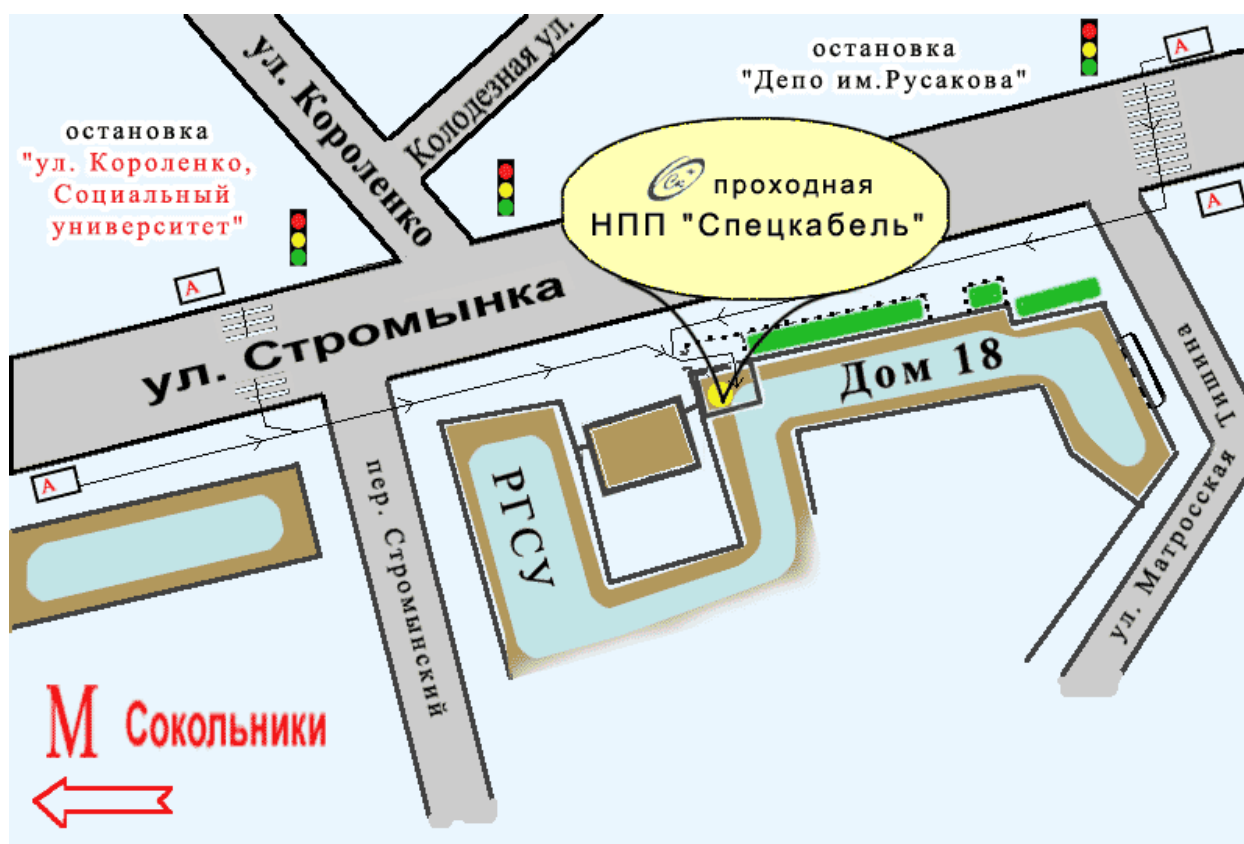 ул. Короленко
Колодезная ул.
остановка
"Депо им.Русакова"
А
остановка
"ул. Короленко,
Социальный
университет"
проходная
НПП "Спецкабель"
А
А
ул. Стромынка
Дом 18
ул. Матросская Тишина
А
РГСУ
пер. Стромынский
М Сокольники